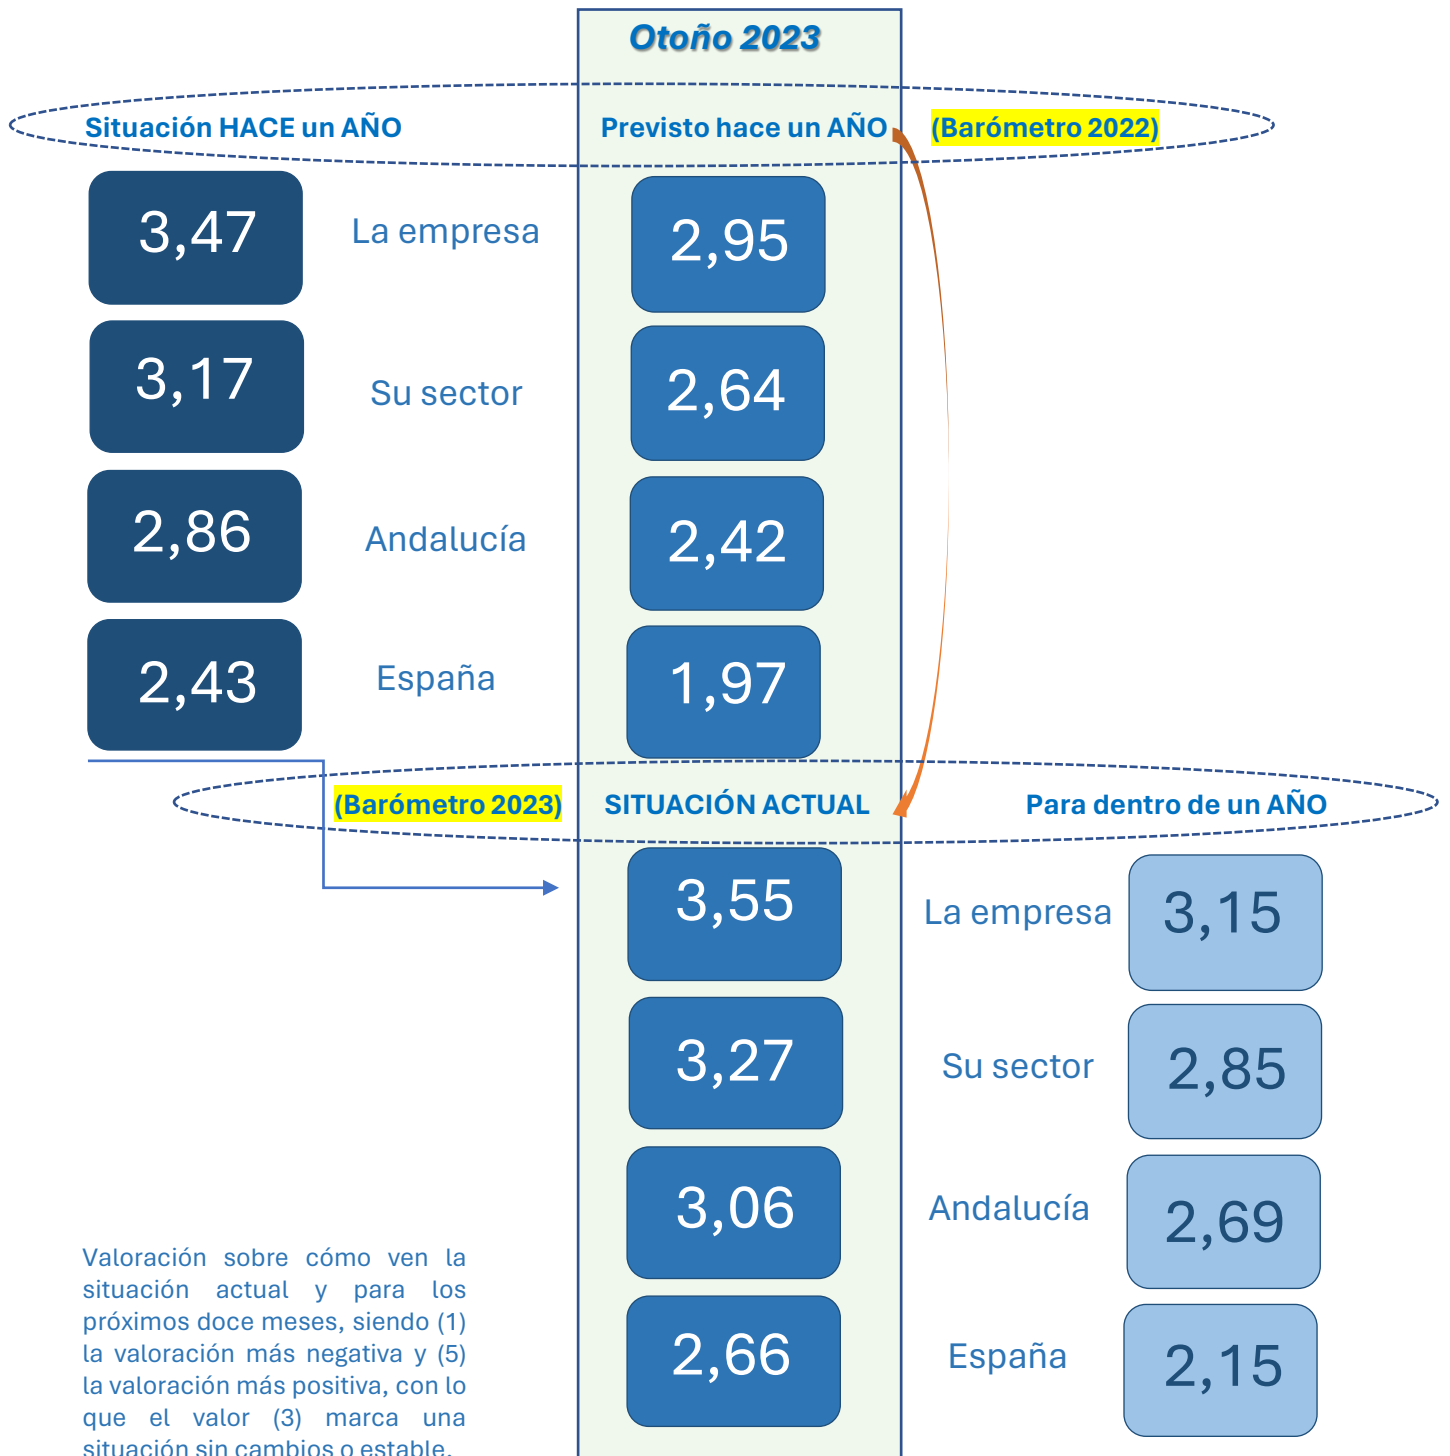 Otoño 2023
Situación HACE un AÑO Previsto hace un AÑO (Barómetro 2022)
3,47 La empresa 2,95
3,17 Su sector 2,64
2,86 Andalucía 2,42
2,43 España 1,97
(Barómetro 2023) SITUACIÓN ACTUAL Para dentro de un AÑO
3,55 La empresa 3,15
3,27 Su sector 2,85
3,06 Andalucía 2,69
2,66 España 2,15
Valoración sobre cómo ven la
situación actual y para los
próximos doce meses, siendo (1)
la valoración más negativa y (5)
la valoración más positiva, con lo
que el valor (3) marca una
situación sin cambios o estable.